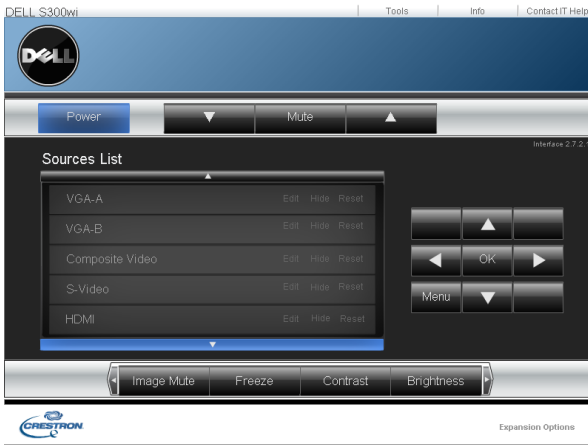 DELL S300wi
Tools
Info
Contact IT Help
DELL
Power
Mute
Interface 2.7.2.1
Sources List
VGA-A Edit Hide Reset
VGA-B Edit Hide Reset
Composite Video Edit Hide Reset
S-Video Edit Hide Reset
HDMI Edit Hide Reset
OK
Menu
Image Mute
Freeze
Contrast
Brightness
CRESTRON
Expansion Options